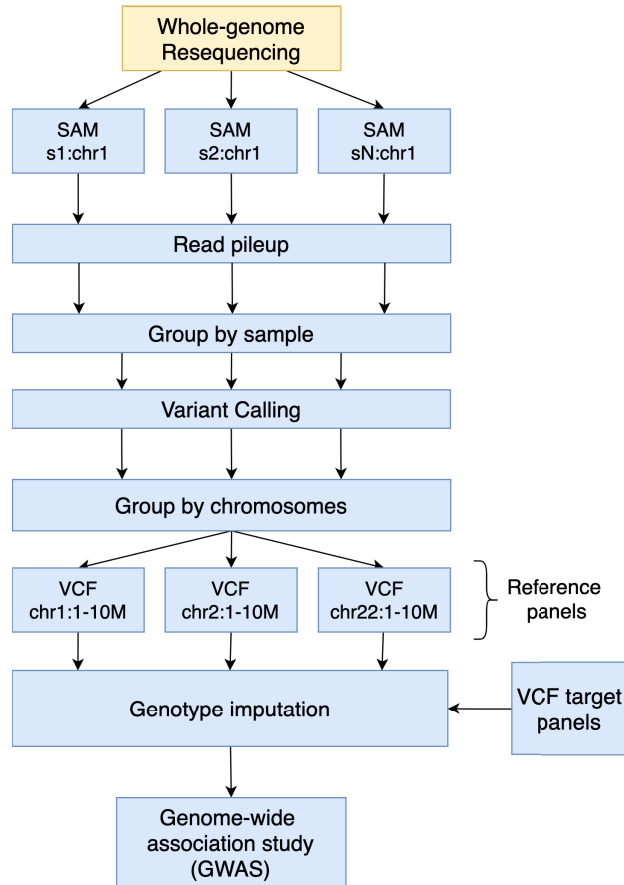 Whole-genome
Resequencing
SAM
s1:chr1
SAM
s2:chr1
SAM
sN:chr1
Read pileup
Group by sample
Variant Calling
Group by chromosomes
VCF
chr1:1-10M
VCF
chr2:1-10M
VCF
chr22:1-10M
Reference
panels
Genotype imputation
VCF target
panels
Genome-wide
association study
(GWAS)